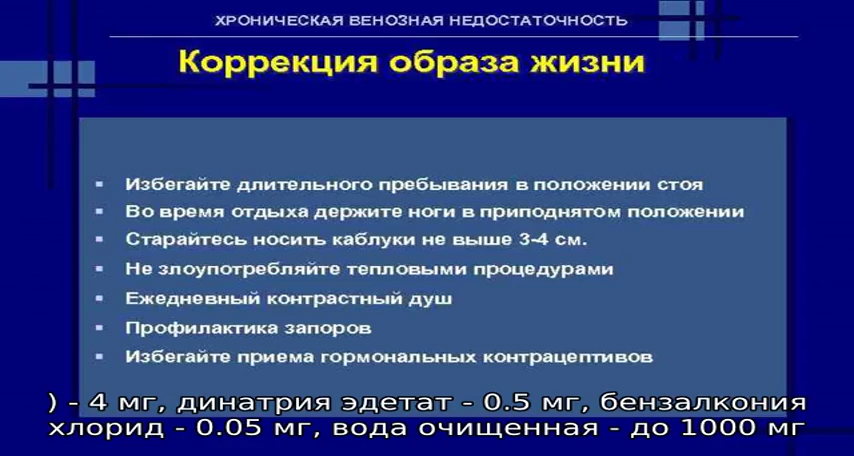 ХРОНИЧЕСКАЯ ВЕНОЗНАЯ НЕДОСТАТОЧНОСТЬ
Коррекция образа жизни
▪ Избегайте длительного пребывания в положении стоя
▪ Во время отдыха держите ноги в приподнятом положении
▪ Старайтесь носить каблуки не выше 3-4 см.
▪ Не злоупотребляйте тепловыми процедурами
▪ Ежедневный контрастный душ
▪ Профилактика запоров
▪ Избегайте приема гормональных контрацептивов
) - 4 мг, динатрия эдетат - 0.5 мг, бензалкония
хлорид - 0.05 мг, вода очищенная - до 1000 мг